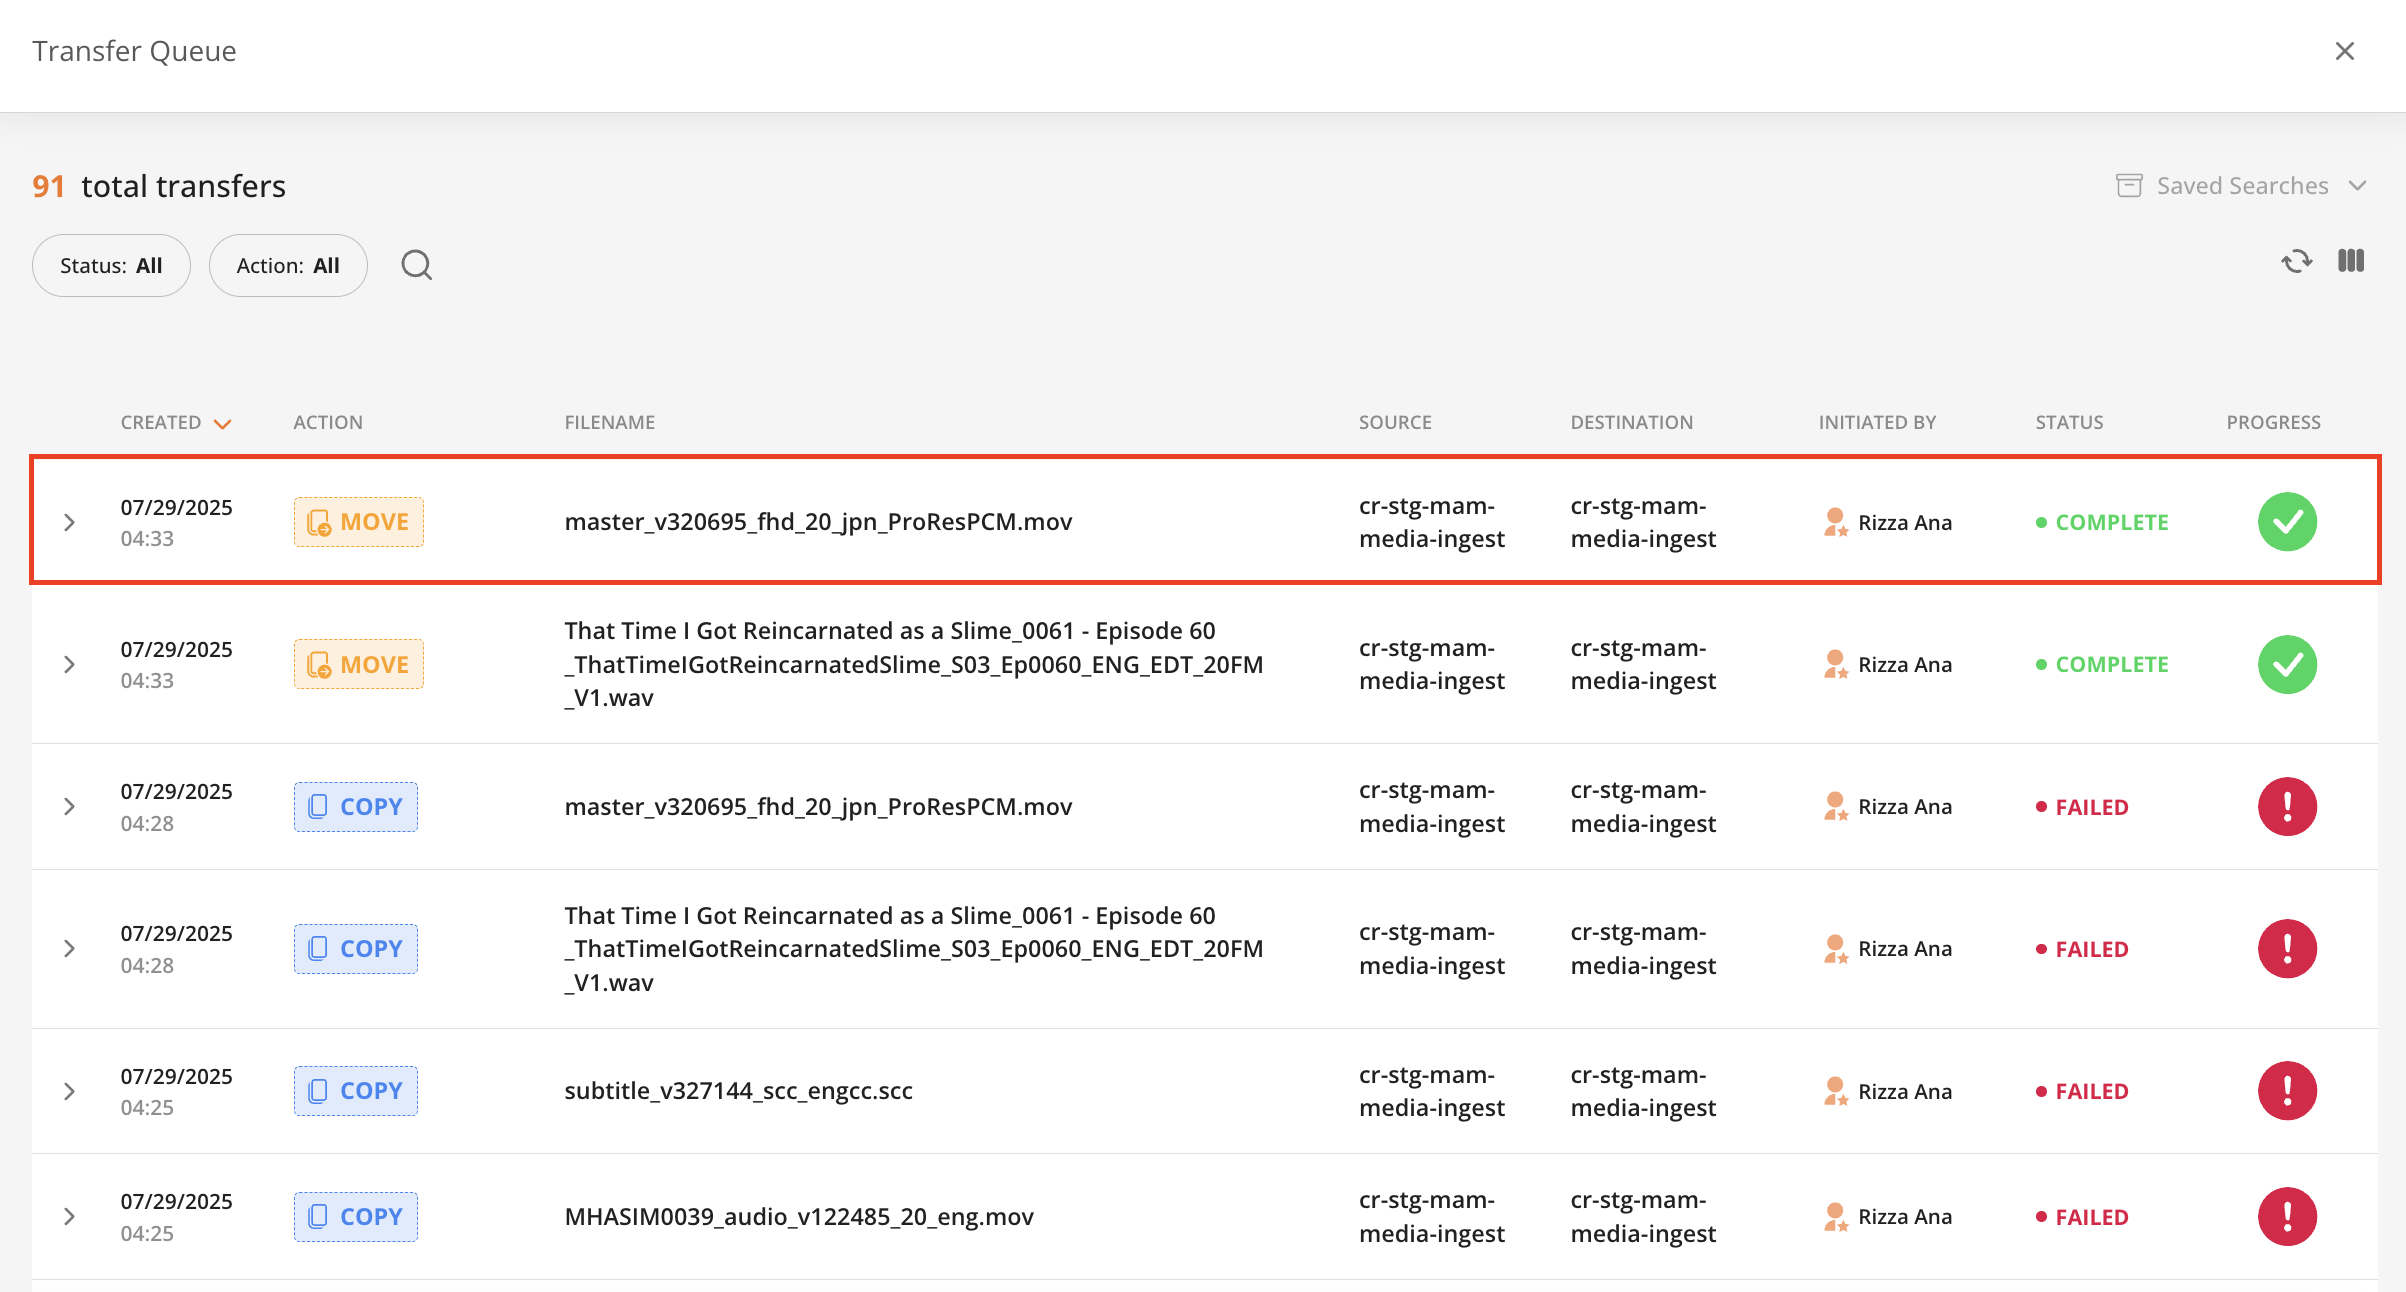 Transfer Queue
91 total transfers
Saved Searches
Status: All
Action: All
CREATED ACTION FILENAME SOURCE DESTINATION INITIATED BY STATUS PROGRESS
07/29/2025
04:33
MOVE
master_v320695_fhd_20_jpn_ProResPCM.mov
cr-stg-mam-
media-ingest
cr-stg-mam-
media-ingest
Rizza Ana
COMPLETE
07/29/2025
04:33
MOVE
That Time I Got Reincarnated as a Slime_0061 - Episode 60
_ThatTimeIGotReincarnatedSlime_S03_Ep0060_ENG_EDT_20FM
_V1.wav
cr-stg-mam-
media-ingest
cr-stg-mam-
media-ingest
Rizza Ana
COMPLETE
07/29/2025
04:28
COPY
master_v320695_fhd_20_jpn_ProResPCM.mov
cr-stg-mam-
media-ingest
cr-stg-mam-
media-ingest
Rizza Ana
FAILED
07/29/2025
04:28
COPY
That Time I Got Reincarnated as a Slime_0061 - Episode 60
_ThatTimeIGotReincarnatedSlime_S03_Ep0060_ENG_EDT_20FM
_V1.wav
cr-stg-mam-
media-ingest
cr-stg-mam-
media-ingest
Rizza Ana
FAILED
07/29/2025
04:25
COPY
subtitle_v327144_scc_engcc.scc
cr-stg-mam-
media-ingest
cr-stg-mam-
media-ingest
Rizza Ana
FAILED
07/29/2025
04:25
COPY
MHASIM0039_audio_v122485_20_eng.mov
cr-stg-mam-
media-ingest
cr-stg-mam-
media-ingest
Rizza Ana
FAILED